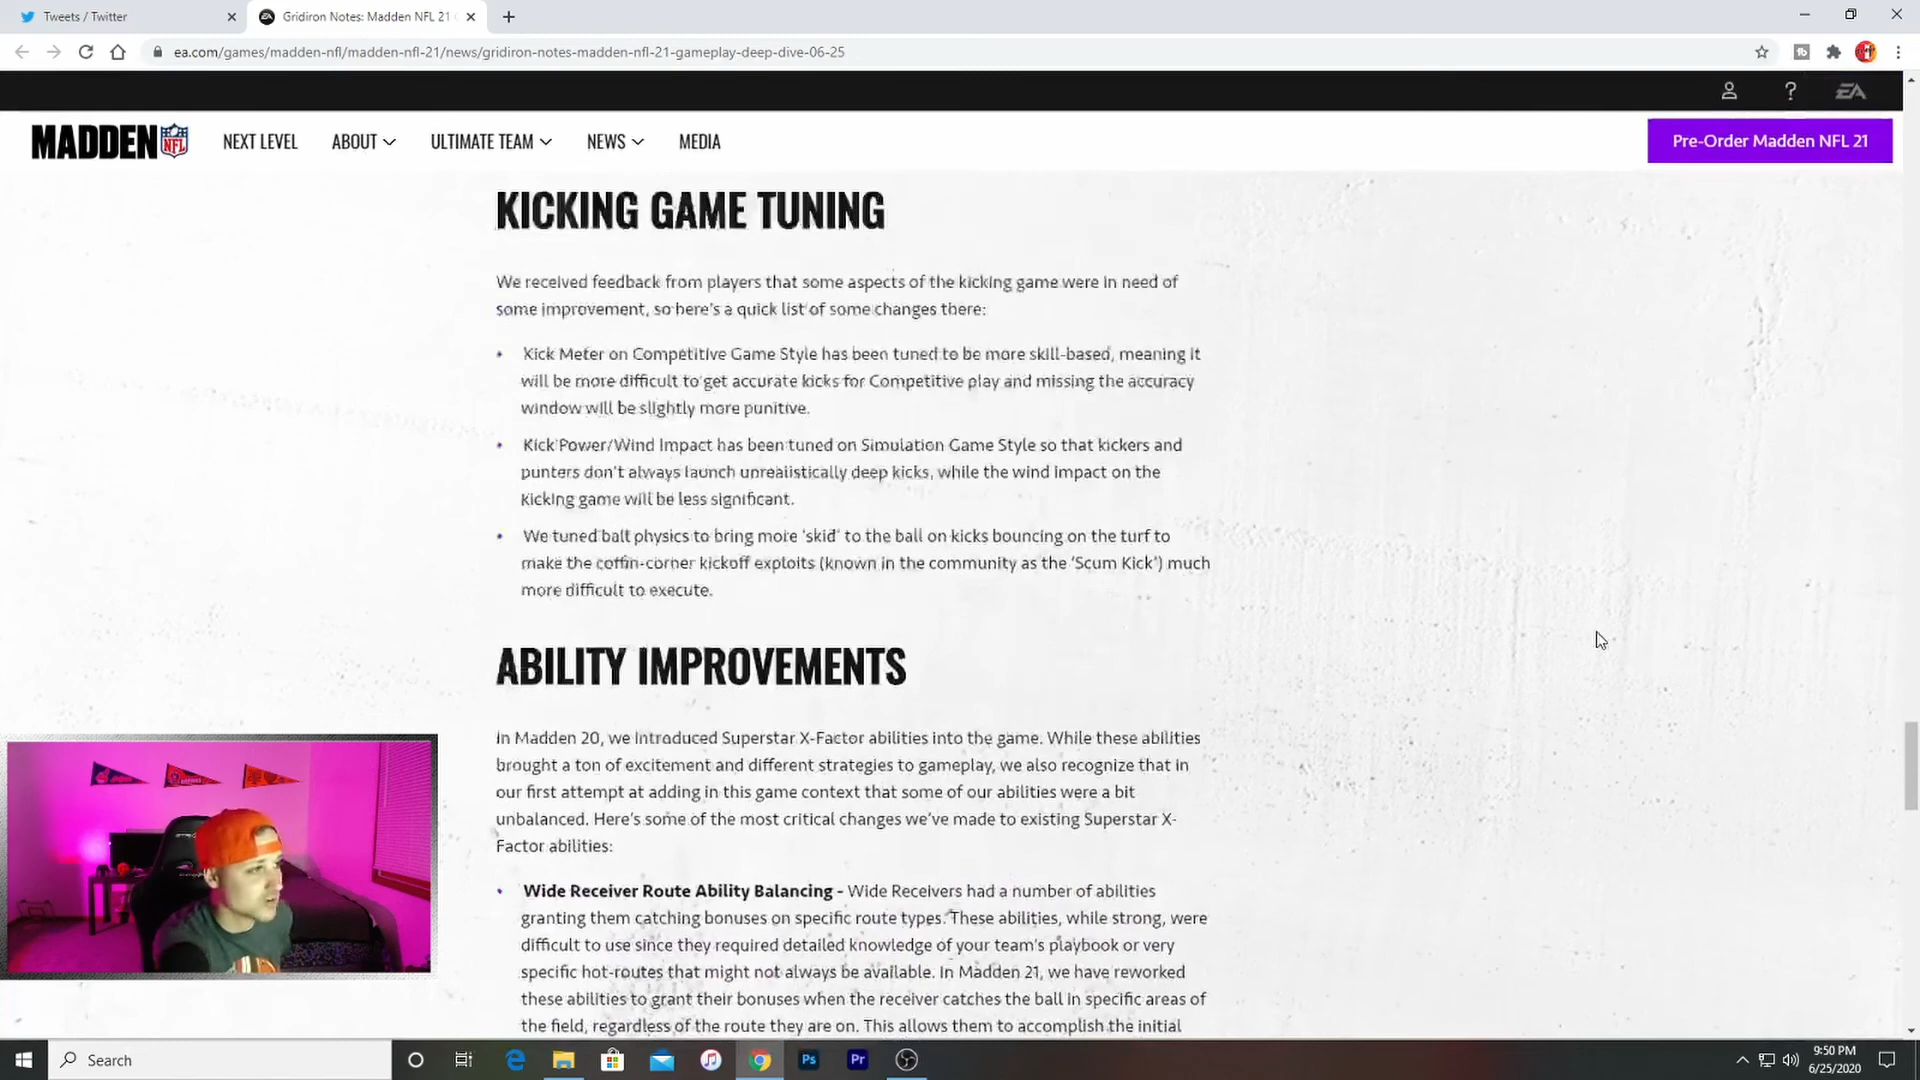 Tweets / Twitter
Gridiron Notes: Madden NFL 21
ea.com/games/madden-nfl/madden-nfl-21/news/gridiron-notes-madden-nfl-21-gameplay-deep-dive-06-25
EA
MADDEN NFL
NEXT LEVEL
ABOUT
ULTIMATE TEAM
NEWS
MEDIA
Pre-Order Madden NFL 21
KICKING GAME TUNING
We received feedback from players that some aspects of the kicking game were in need of
some improvement, so here's a quick list of some changes there:
• Kick Meter on Competitive Game Style has been tuned to be more skill-based, meaning it
will be more difficult to get accurate kicks for Competitive play and missing the accuracy
window will be slightly more punitive.
• Kick Power/Wind Impact has been tuned on Simulation Game Style so that kickers and
punters don't always launch unrealistically deep kicks, while the wind impact on the
Kicking game will be less significant.
• We tuned ball physics to bring more 'skid' to the ball on kicks bouncing on the turf to
make the coffin-corner kickoff exploits (known in the community as the 'Scum Kick') much
more difficult to execute.
ABILITY IMPROVEMENTS
In Madden 20, we introduced Superstar X-Factor abilities into the game. While these abilities
brought a ton of excitement and different strategies to gameplay, we also recognize that in
our first attempt at adding in this game context that some of our abilities were a bit
unbalanced. Here's some of the most critical changes we've made to existing Superstar X-
Factor abilities:
• Wide Receiver Route Ability Balancing - Wide Receivers had a number of abilities
granting them catching bonuses on specific route types. These abilities, while strong, were
difficult to use since they required detailed knowledge of your team's playbook or very
specific hot-routes that might not always be available. In Madden 21, we have reworked
these abilities to grant their bonuses when the receiver catches the ball in specific areas of
the field, regardless of the route they are on. This allows them to accomplish the initial
Search
Ps
Pr
9:50 PM
6/25/2020